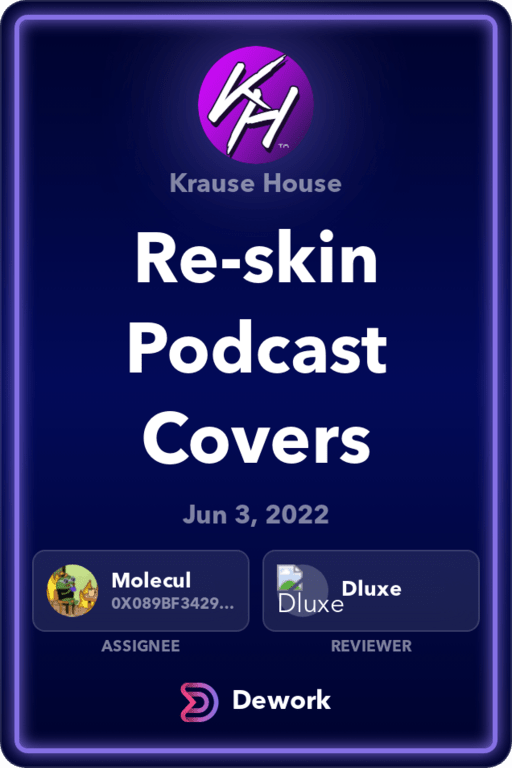 KH
TM
Krause House
Re-skin
Podcast
Covers
Jun 3, 2022
Molecul
0X089BF3429...
ASSIGNEE
Dluxe
Dluxe
REVIEWER
Dework